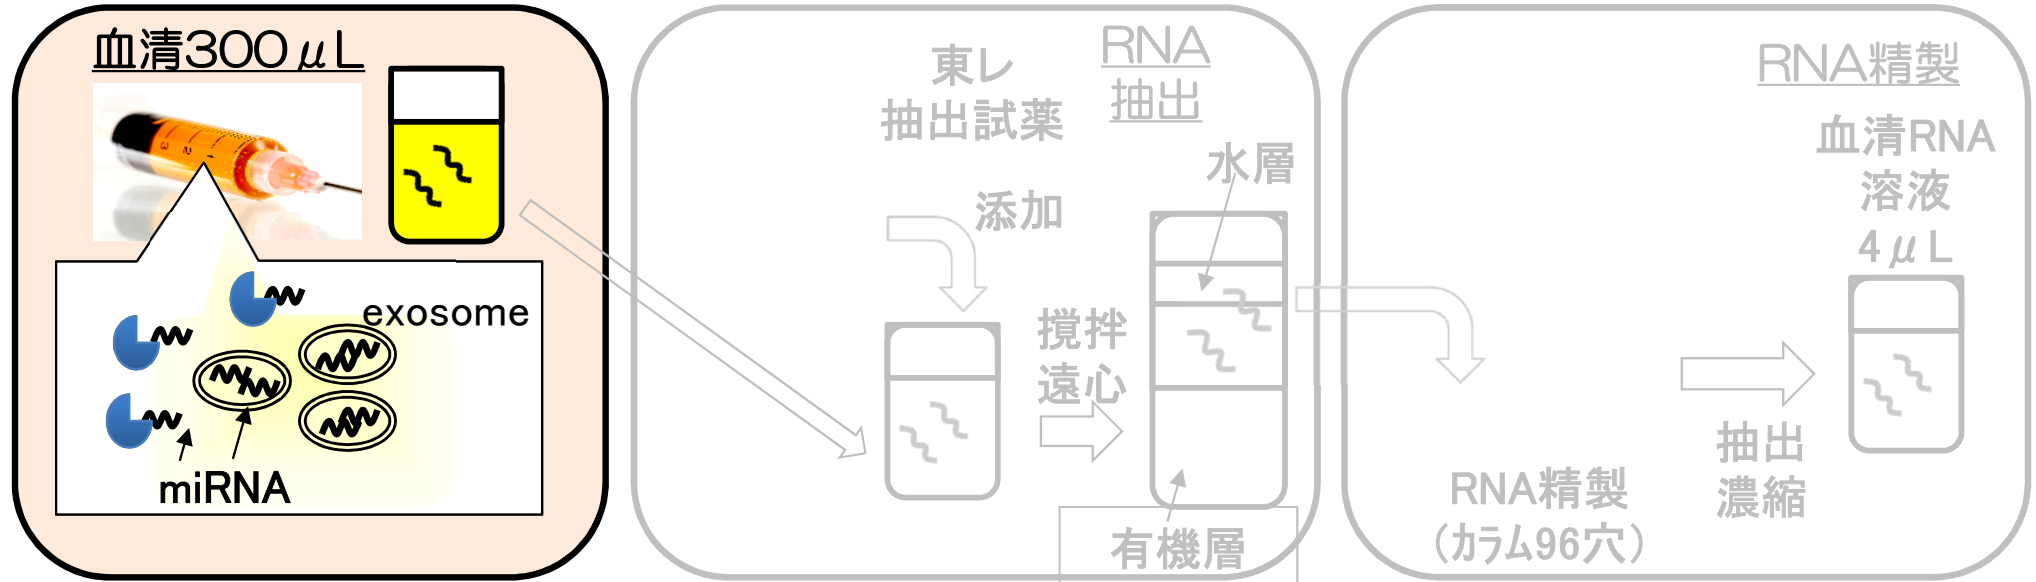 血清300μL
exosome
miRNA
東レ
抽出試薬
添加
RNA
抽出
水層
撹拌
遠心
有機層
RNA精製
血清RNA
溶液
4μL
抽出
濃縮
RNA精製
(カラム96穴)